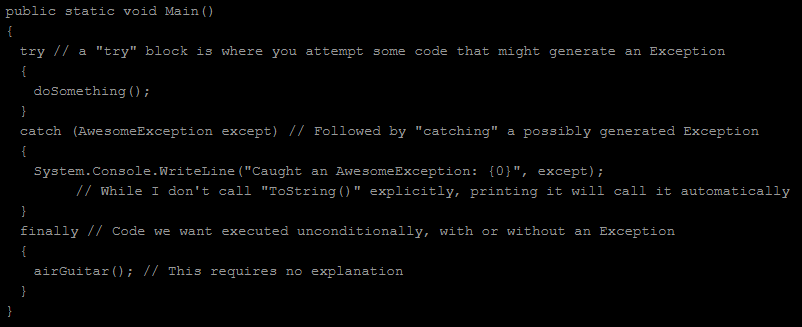 public static void Main()
{
  try // a "try" block is where you attempt some code that might generate an Exception
  {
    doSomething();
  }
  catch (AwesomeException except) // Followed by "catching" a possibly generated Exception
  {
    System.Console.WriteLine("Caught an AwesomeException: {0}", except);
          // While I don't call "ToString()" explicitly, printing it will call it automatically
  }
  finally // Code we want executed unconditionally, with or without an Exception
  {
    airGuitar(); // This requires no explanation
  }
}